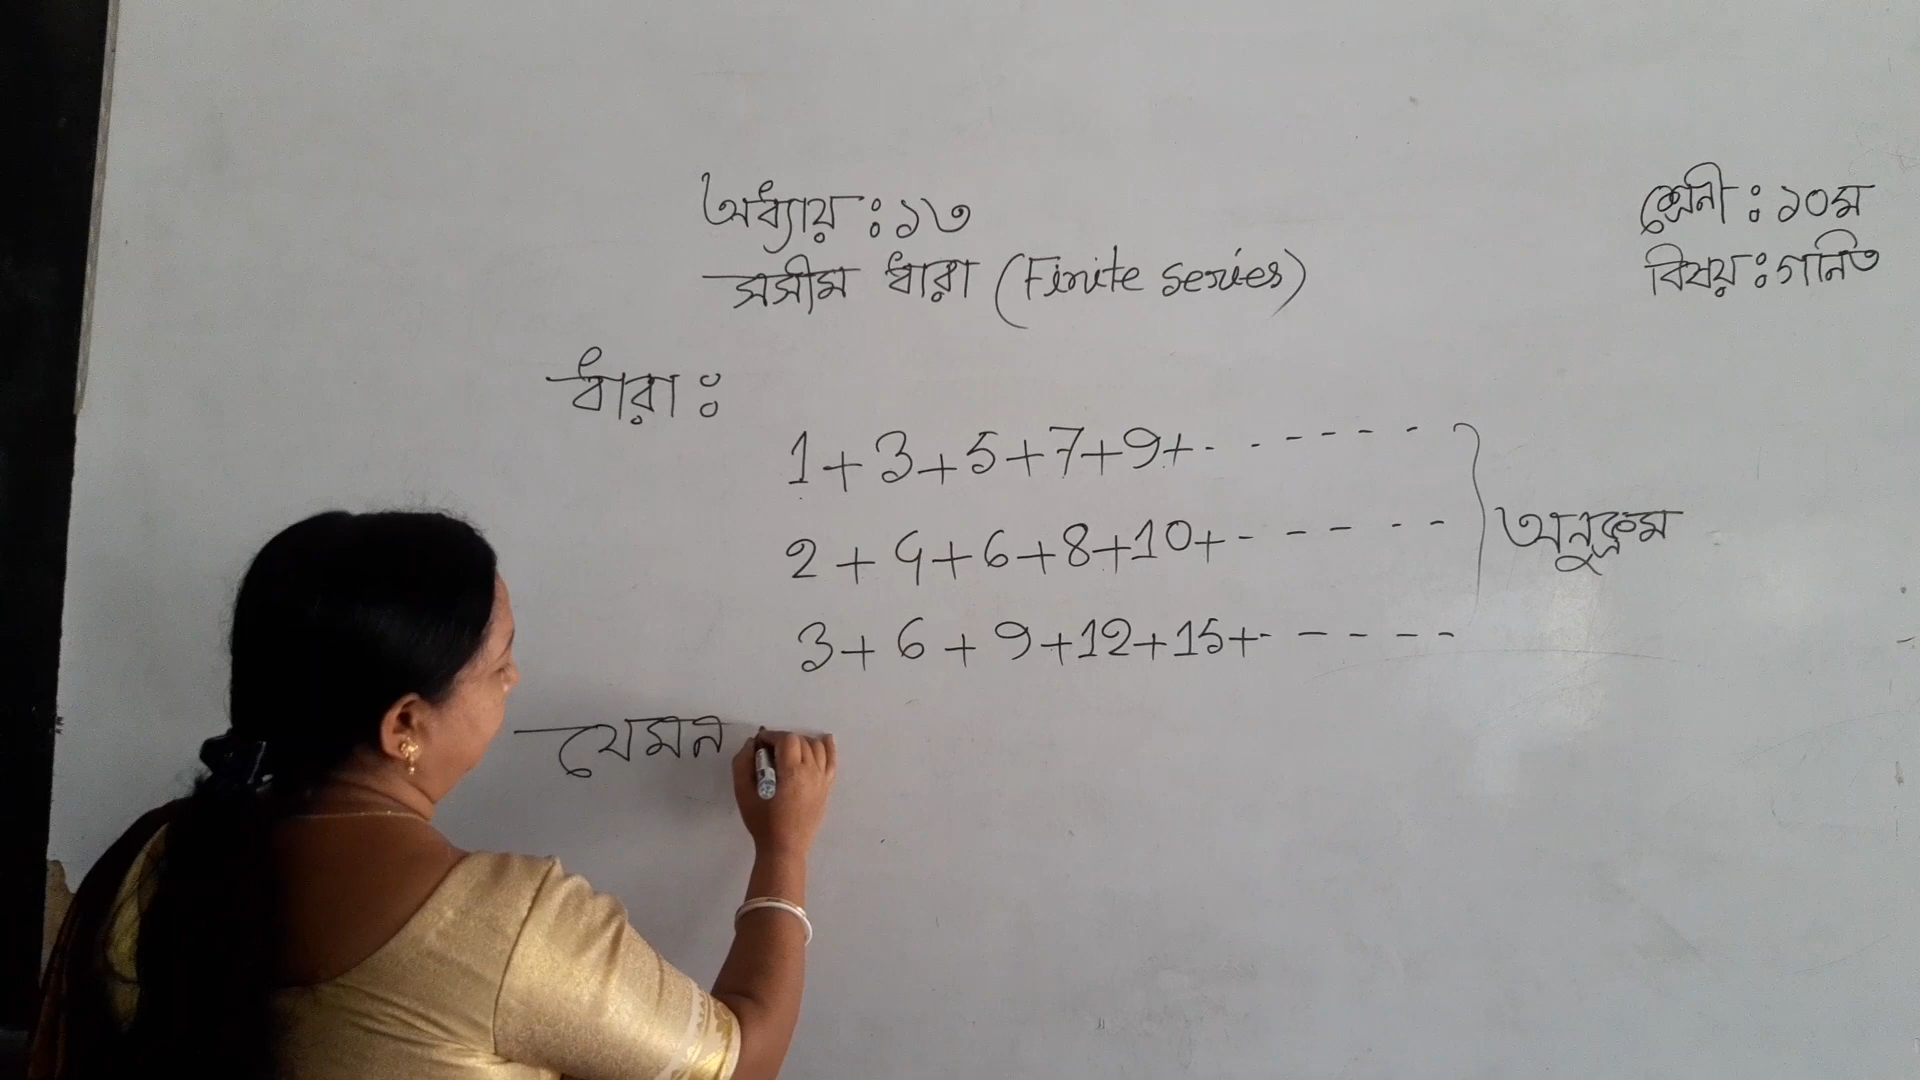 অধ্যায় : ১৩
সসীম ধারা (Finite series)
শ্রেনী : ১০ম
বিষয় : গনিত
ধারা :
1+3+5+7+9+- - - - - - -
2+4+6+8+10+- - - - - -
3+6+9+12+15+- - - - -
অনুক্রম
যেমন